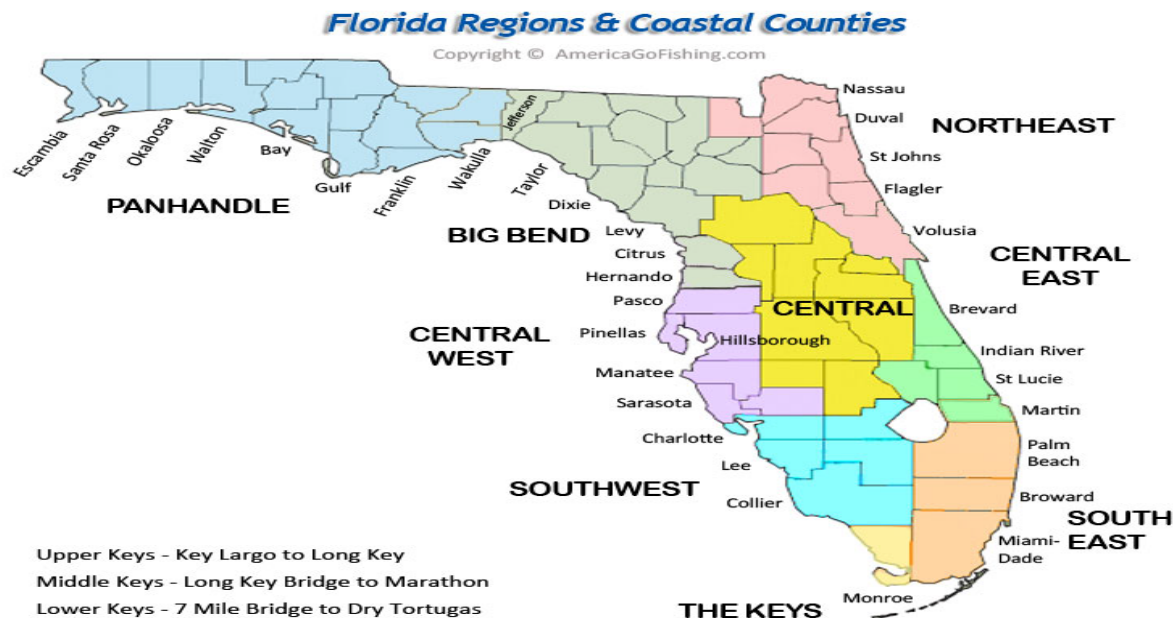 Florida Regions & Coastal Counties
Copyright © AmericaGoFishing.com
Escambia
Santa Rosa
Okaloosa
Walton
Bay
Gulf
Franklin
Wakulla
Jefferson
Taylor
Dixie
Levy
Citrus
Hernando
Pasco
Pinellas
Hillsborough
Manatee
Sarasota
Charlotte
Lee
Collier
Monroe
Nassau
Duval
St Johns
Flagler
Volusia
Brevard
Indian River
St Lucie
Martin
Palm
Beach
Broward
Miami-
Dade
PANHANDLE
BIG BEND
NORTHEAST
CENTRAL
EAST
CENTRAL
CENTRAL
WEST
SOUTHWEST
SOUTH
EAST
THE KEYS
Upper Keys - Key Largo to Long Key
Middle Keys - Long Key Bridge to Marathon
Lower Keys - 7 Mile Bridge to Dry Tortugas